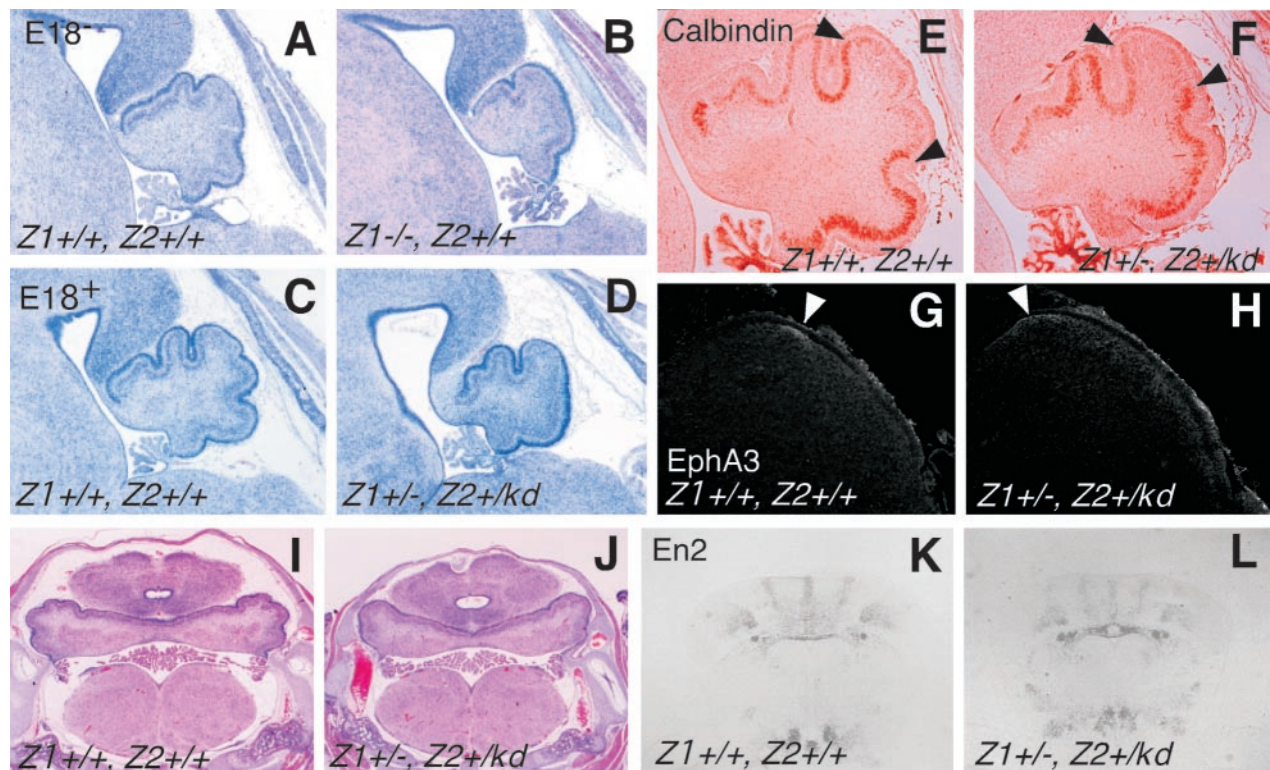 E18-
A
Z1+/+, Z2+/+
B
Z1-/-, Z2+/+
Calbindin
E
Z1+/+, Z2+/+
F
Z1+/-, Z2+/kd
E18+
C
Z1+/+, Z2+/+
D
Z1+/-, Z2+/kd
G
EphA3
Z1+/+, Z2+/+
H
Z1+/-, Z2+/kd
I
Z1+/+, Z2+/+
J
Z1+/-, Z2+/kd
En2
K
Z1+/+, Z2+/+
L
Z1+/-, Z2+/kd